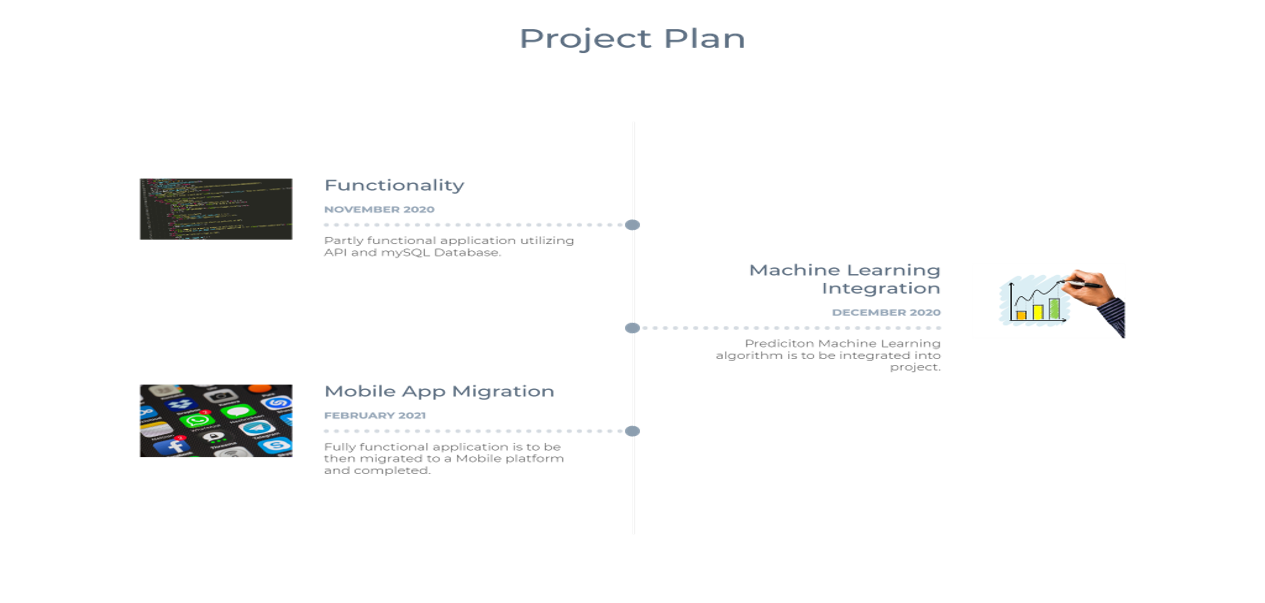 Project Plan
Functionality
NOVEMBER 2020
Partly functional application utilizing
API and mySQL Database.
Machine Learning
Integration
DECEMBER 2020
Prediciton Machine Learning
algorithm is to be integrated into
project.
Mobile App Migration
FEBRUARY 2021
Fully functional application is to be
then migrated to a Mobile platform
and completed.